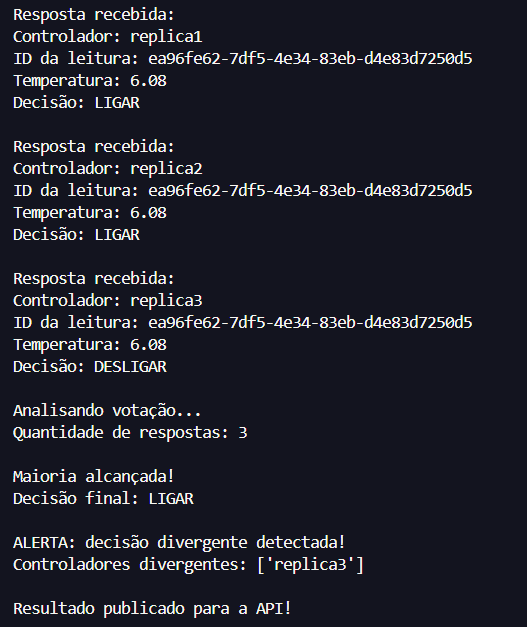 Resposta recebida:
Controlador: replica1
ID da leitura: ea96fe62-7df5-4e34-83eb-d4e83d7250d5
Temperatura: 6.08
Decisão: LIGAR
Resposta recebida:
Controlador: replica2
ID da leitura: ea96fe62-7df5-4e34-83eb-d4e83d7250d5
Temperatura: 6.08
Decisão: LIGAR
Resposta recebida:
Controlador: replica3
ID da leitura: ea96fe62-7df5-4e34-83eb-d4e83d7250d5
Temperatura: 6.08
Decisão: DESLIGAR
Analisando votação...
Quantidade de respostas: 3
Maioria alcançada!
Decisão final: LIGAR
ALERTA: decisão divergente detectada!
Controladores divergentes: ['replica3']
Resultado publicado para a API!